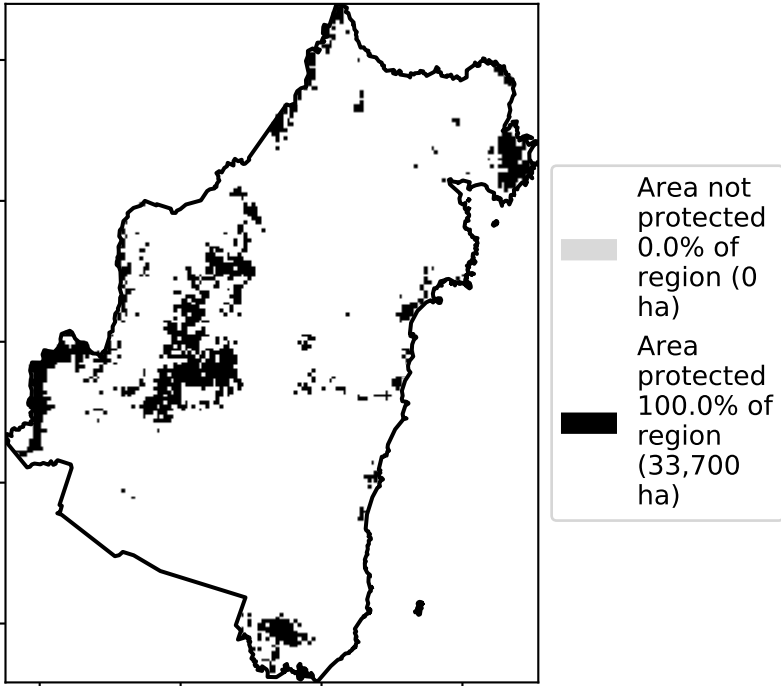 Area not
protected
0.0% of
region (0
ha)
Area
protected
100.0% of
region
(33,700
ha)